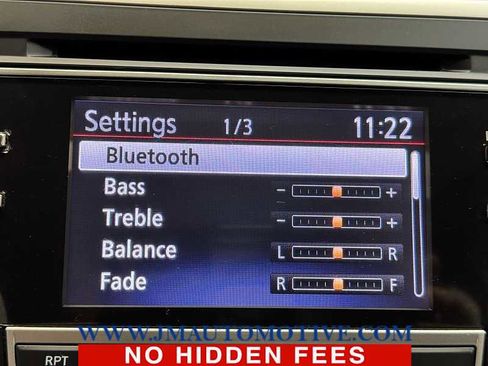 Settings 1/3 11:22
Bluetooth
Bass - +
Treble - +
Balance L R
Fade R F
WWW.JMAUTOMOTIVE.COM
RPT
NO HIDDEN FEES